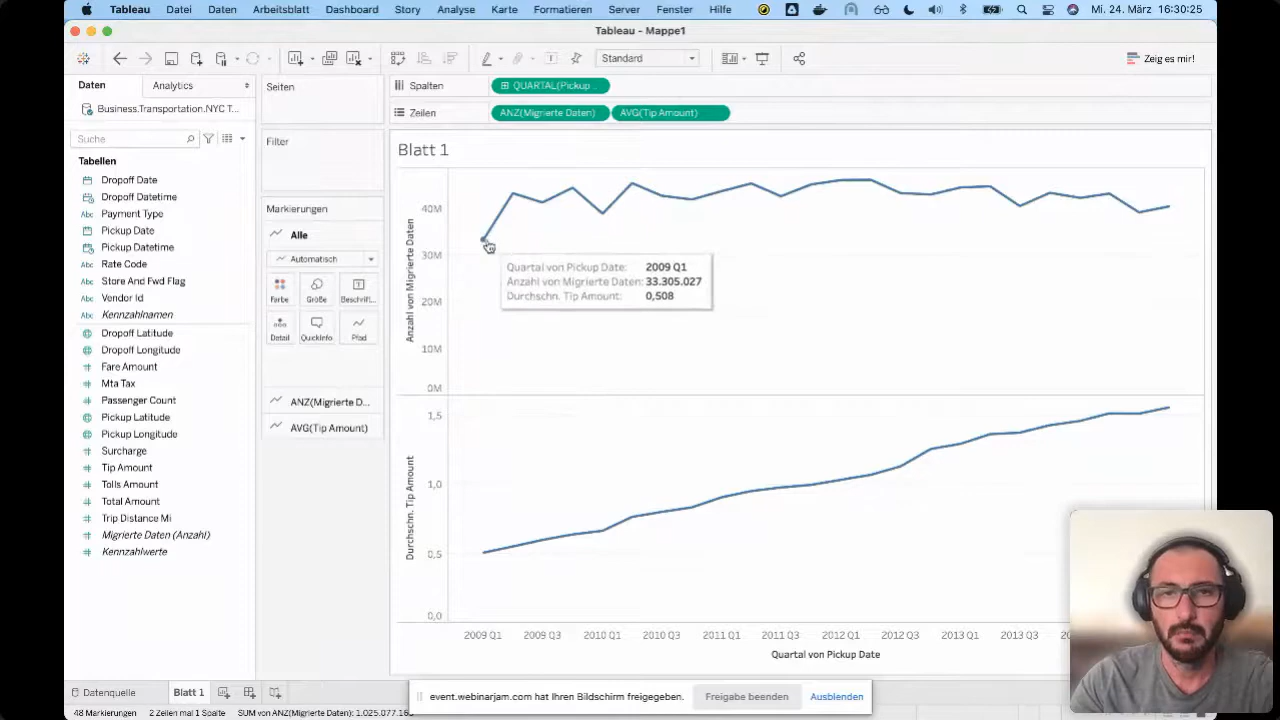 Tableau Datei Daten Arbeitsblatt Dashboard Story Analyse Karte Formatieren Server Fenster Hilfe Mi. 24. März AM 16:30:25
Tableau - Mappe1
Standard
Zeig es mir!
Daten Analytics
Business.Transportation.NYC T...
Suche
Tabellen
Dropoff Date
Dropoff Datetime
Abc Payment Type
Pickup Date
Pickup Datetime
Abc Rate Code
Abc Store And Fwd Flag
Abc Vendor Id
Abc Kennzahlnamen
Dropoff Latitude
Dropoff Longitude
Fare Amount
Mta Tax
Passenger Count
Pickup Latitude
Pickup Longitude
Surcharge
Tip Amount
Tolls Amount
Total Amount
Trip Distance Mi
Migrierte Daten (Anzahl)
Kennzahlwerte
Seiten
Filter
Markierungen
Alle
Automatisch
Farbe Größe Beschrift...
Detail QuickInfo Pfad
ANZ(Migrierte D...
AVG(Tip Amount)
Spalten QUARTAL(Pickup ..
Zeilen ANZ(Migrierte Daten) AVG(Tip Amount)
Blatt 1
Anzahl von Migrierte Daten
40M
30M
20M
10M
0M
Quartal von Pickup Date: 2009 Q1
Anzahl von Migrierte Daten: 33.305.027
Durchschn. Tip Amount: 0,508
Durchschn. Tip Amount
1,5
1,0
0,5
0,0
2009 Q1 2009 Q3 2010 Q1 2010 Q3 2011 Q1 2011 Q3 2012 Q1 2012 Q3 2013 Q1 2013 Q3
Quartal von Pickup Date
Datenquelle Blatt 1
event.webinarjam.com hat Ihren Bildschirm freigegeben. Freigabe beenden Ausblenden
48 Markierungen 2 Zeilen mal 1 Spalte SUM von ANZ(Migrierte Daten): 1.025.077.16